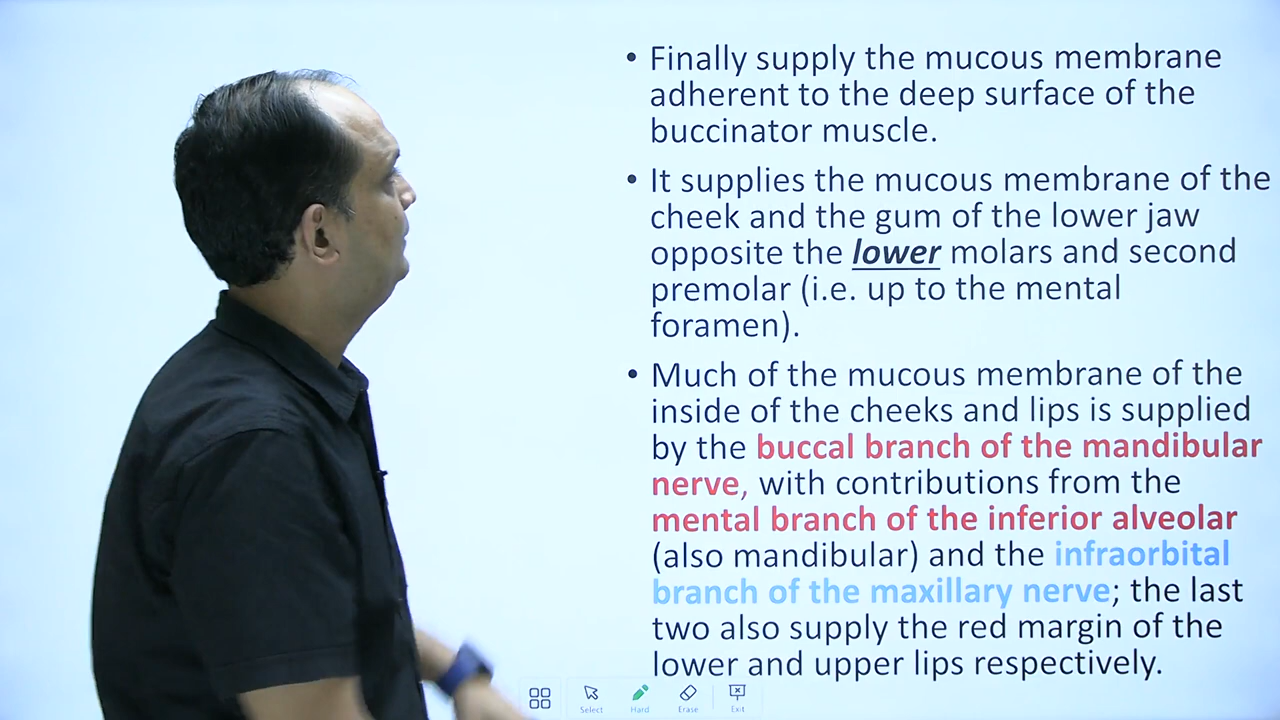 • Finally supply the mucous membrane
adherent to the deep surface of the
buccinator muscle.
• It supplies the mucous membrane of the
cheek and the gum of the lower jaw
opposite the lower molars and second
premolar (i.e. up to the mental
foramen).
• Much of the mucous membrane of the
inside of the cheeks and lips is supplied
by the buccal branch of the mandibular
nerve, with contributions from the
mental branch of the inferior alveolar
(also mandibular) and the infraorbital
branch of the maxillary nerve; the last
two also supply the red margin of the
lower and upper lips respectively.
Select Hard Erase Exit